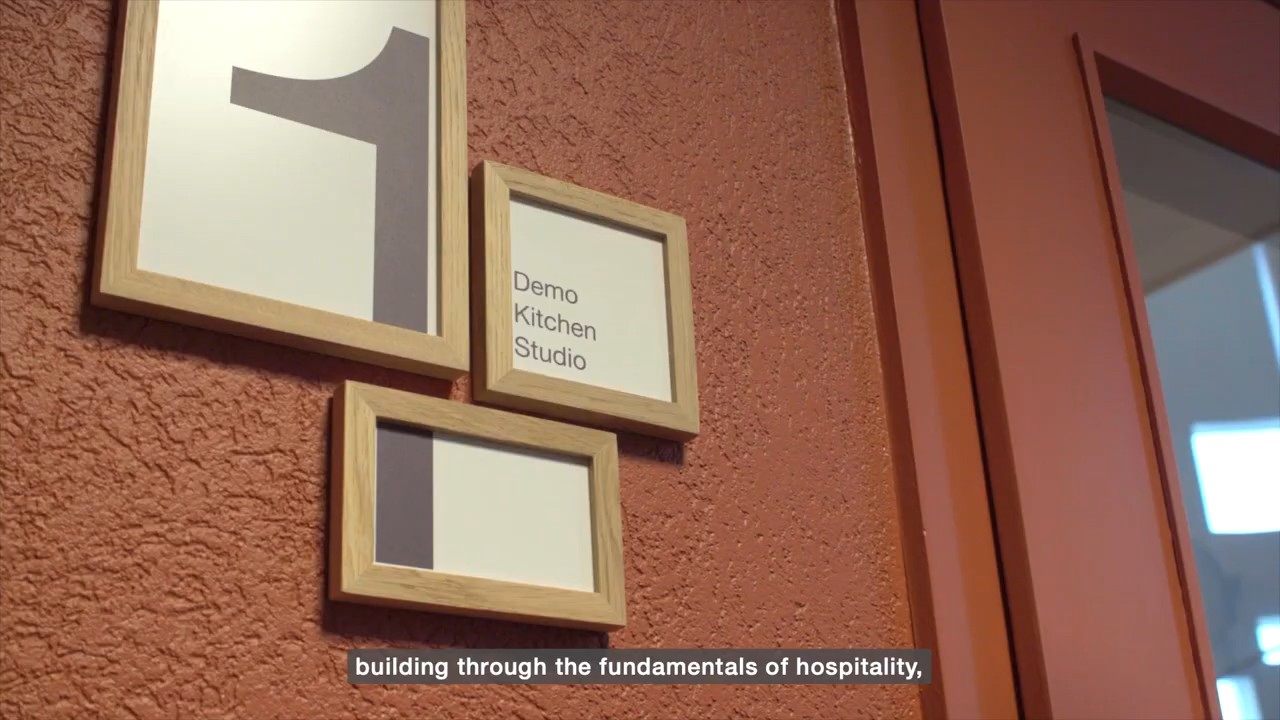 1
Demo
Kitchen
Studio
building through the fundamentals of hospitality,